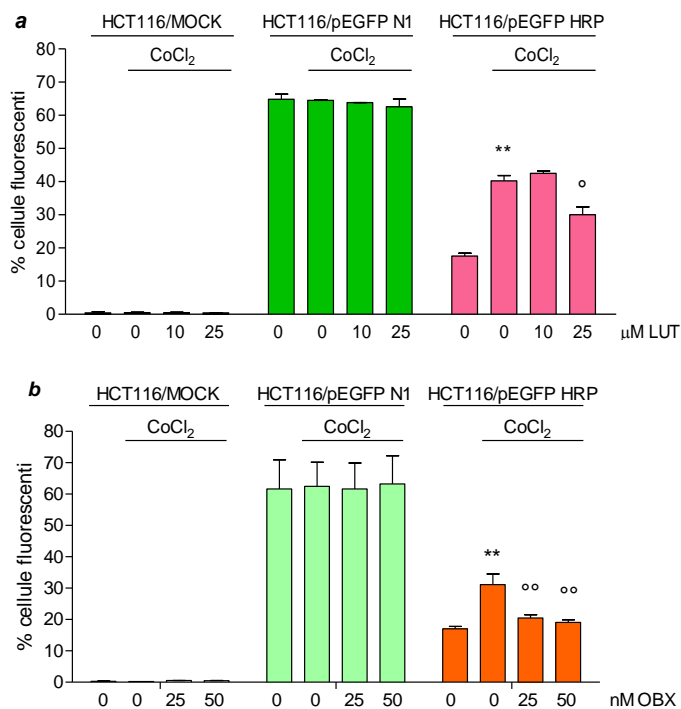 a
HCT116/MOCK HCT116/pEGFP N1 HCT116/pEGFP HRP
CoCl₂ CoCl₂ CoCl₂
% cellule fluorescenti
80
70
60
50
40
30
20
10
0
** °
0 0 10 25 0 0 10 25 0 0 10 25 µM LUT
b
HCT116/MOCK HCT116/pEGFP N1 HCT116/pEGFP HRP
CoCl₂ CoCl₂ CoCl₂
% cellule fluorescenti
80
70
60
50
40
30
20
10
0
** °° °°
0 0 25 50 0 0 25 50 0 0 25 50 nM OBX